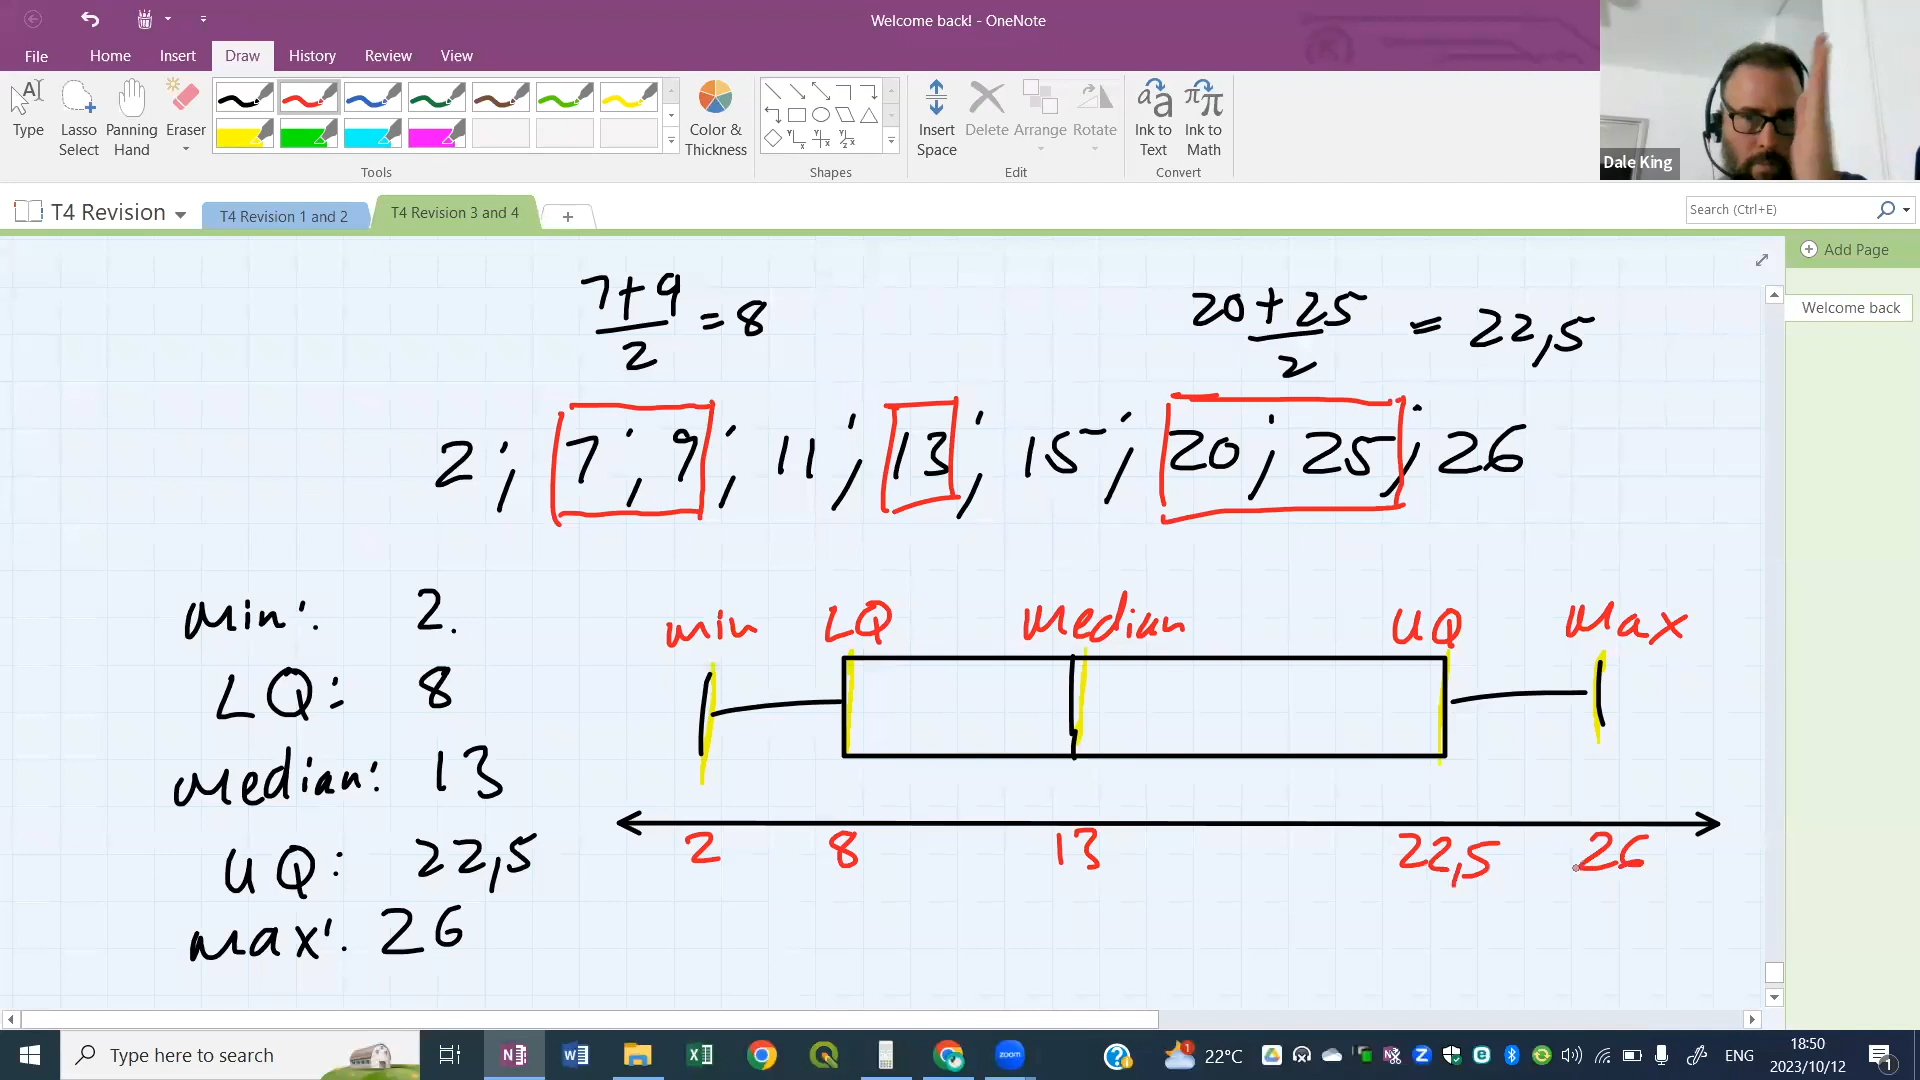 Welcome back! - OneNote
File Home Insert Draw History Review View
Type
Lasso Select
Panning Hand
Eraser
Color & Thickness
Insert Space
Delete
Arrange
Rotate
Ink to Text
Ink to Math
Tools
Shapes
Edit
Convert
Dale King
T4 Revision
T4 Revision 1 and 2
T4 Revision 3 and 4
Search (Ctrl+E)
Add Page
Welcome back
7+9/2 = 8
20+25/2 = 22,5
2; 7; 9; 11; 13; 15; 20; 25; 26
min: 2.
LQ: 8
Median: 13
UQ: 22,5
Max: 26
min LQ Median UQ Max
2 8 13 22,5 26
Type here to search
22°C
ENG
18:50
2023/10/12
zoom
1
1